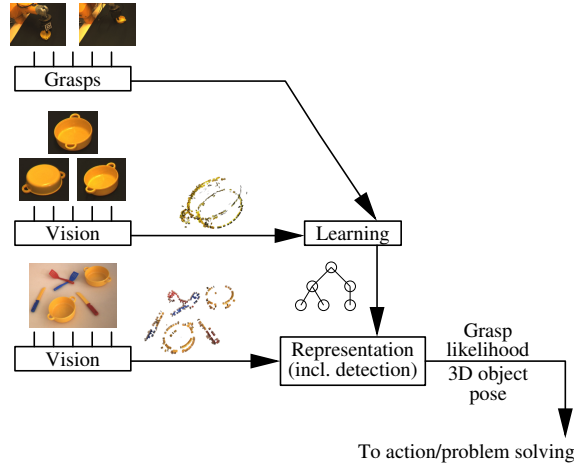 Grasps
Vision
Learning
Vision
Representation
(incl. detection)
Grasp
likelihood
3D object
pose
To action/problem solving